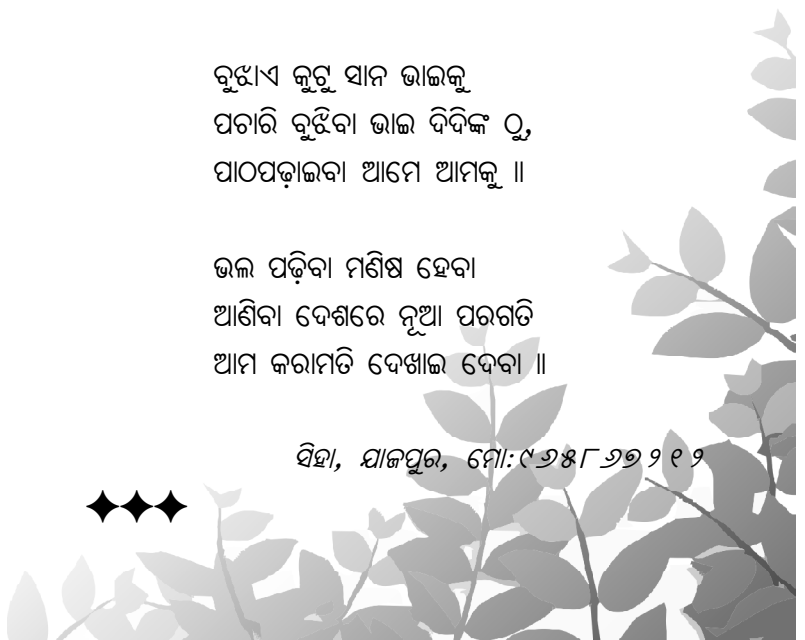 ବୁଝାଏ କୁଟୁ ସାନ ଭାଇକୁ
ପଚାରି ବୁଝିବା ଭାଇ ଦିଦିଙ୍କ ଠୁ,
ପାଠପଢ଼ାଇବା ଆମେ ଆମକୁ ॥
ଭଲ ପଢ଼ିବା ମଣିଷ ହେବା
ଆଣିବା ଦେଶରେ ନୂଆ ପରଗତି
ଆମ କରାମତି ଦେଖାଇ ଦେବା ॥
ସିହା, ଯାଜପୁର, ମୋ:୯୬୫୮୬୭୨୧୨